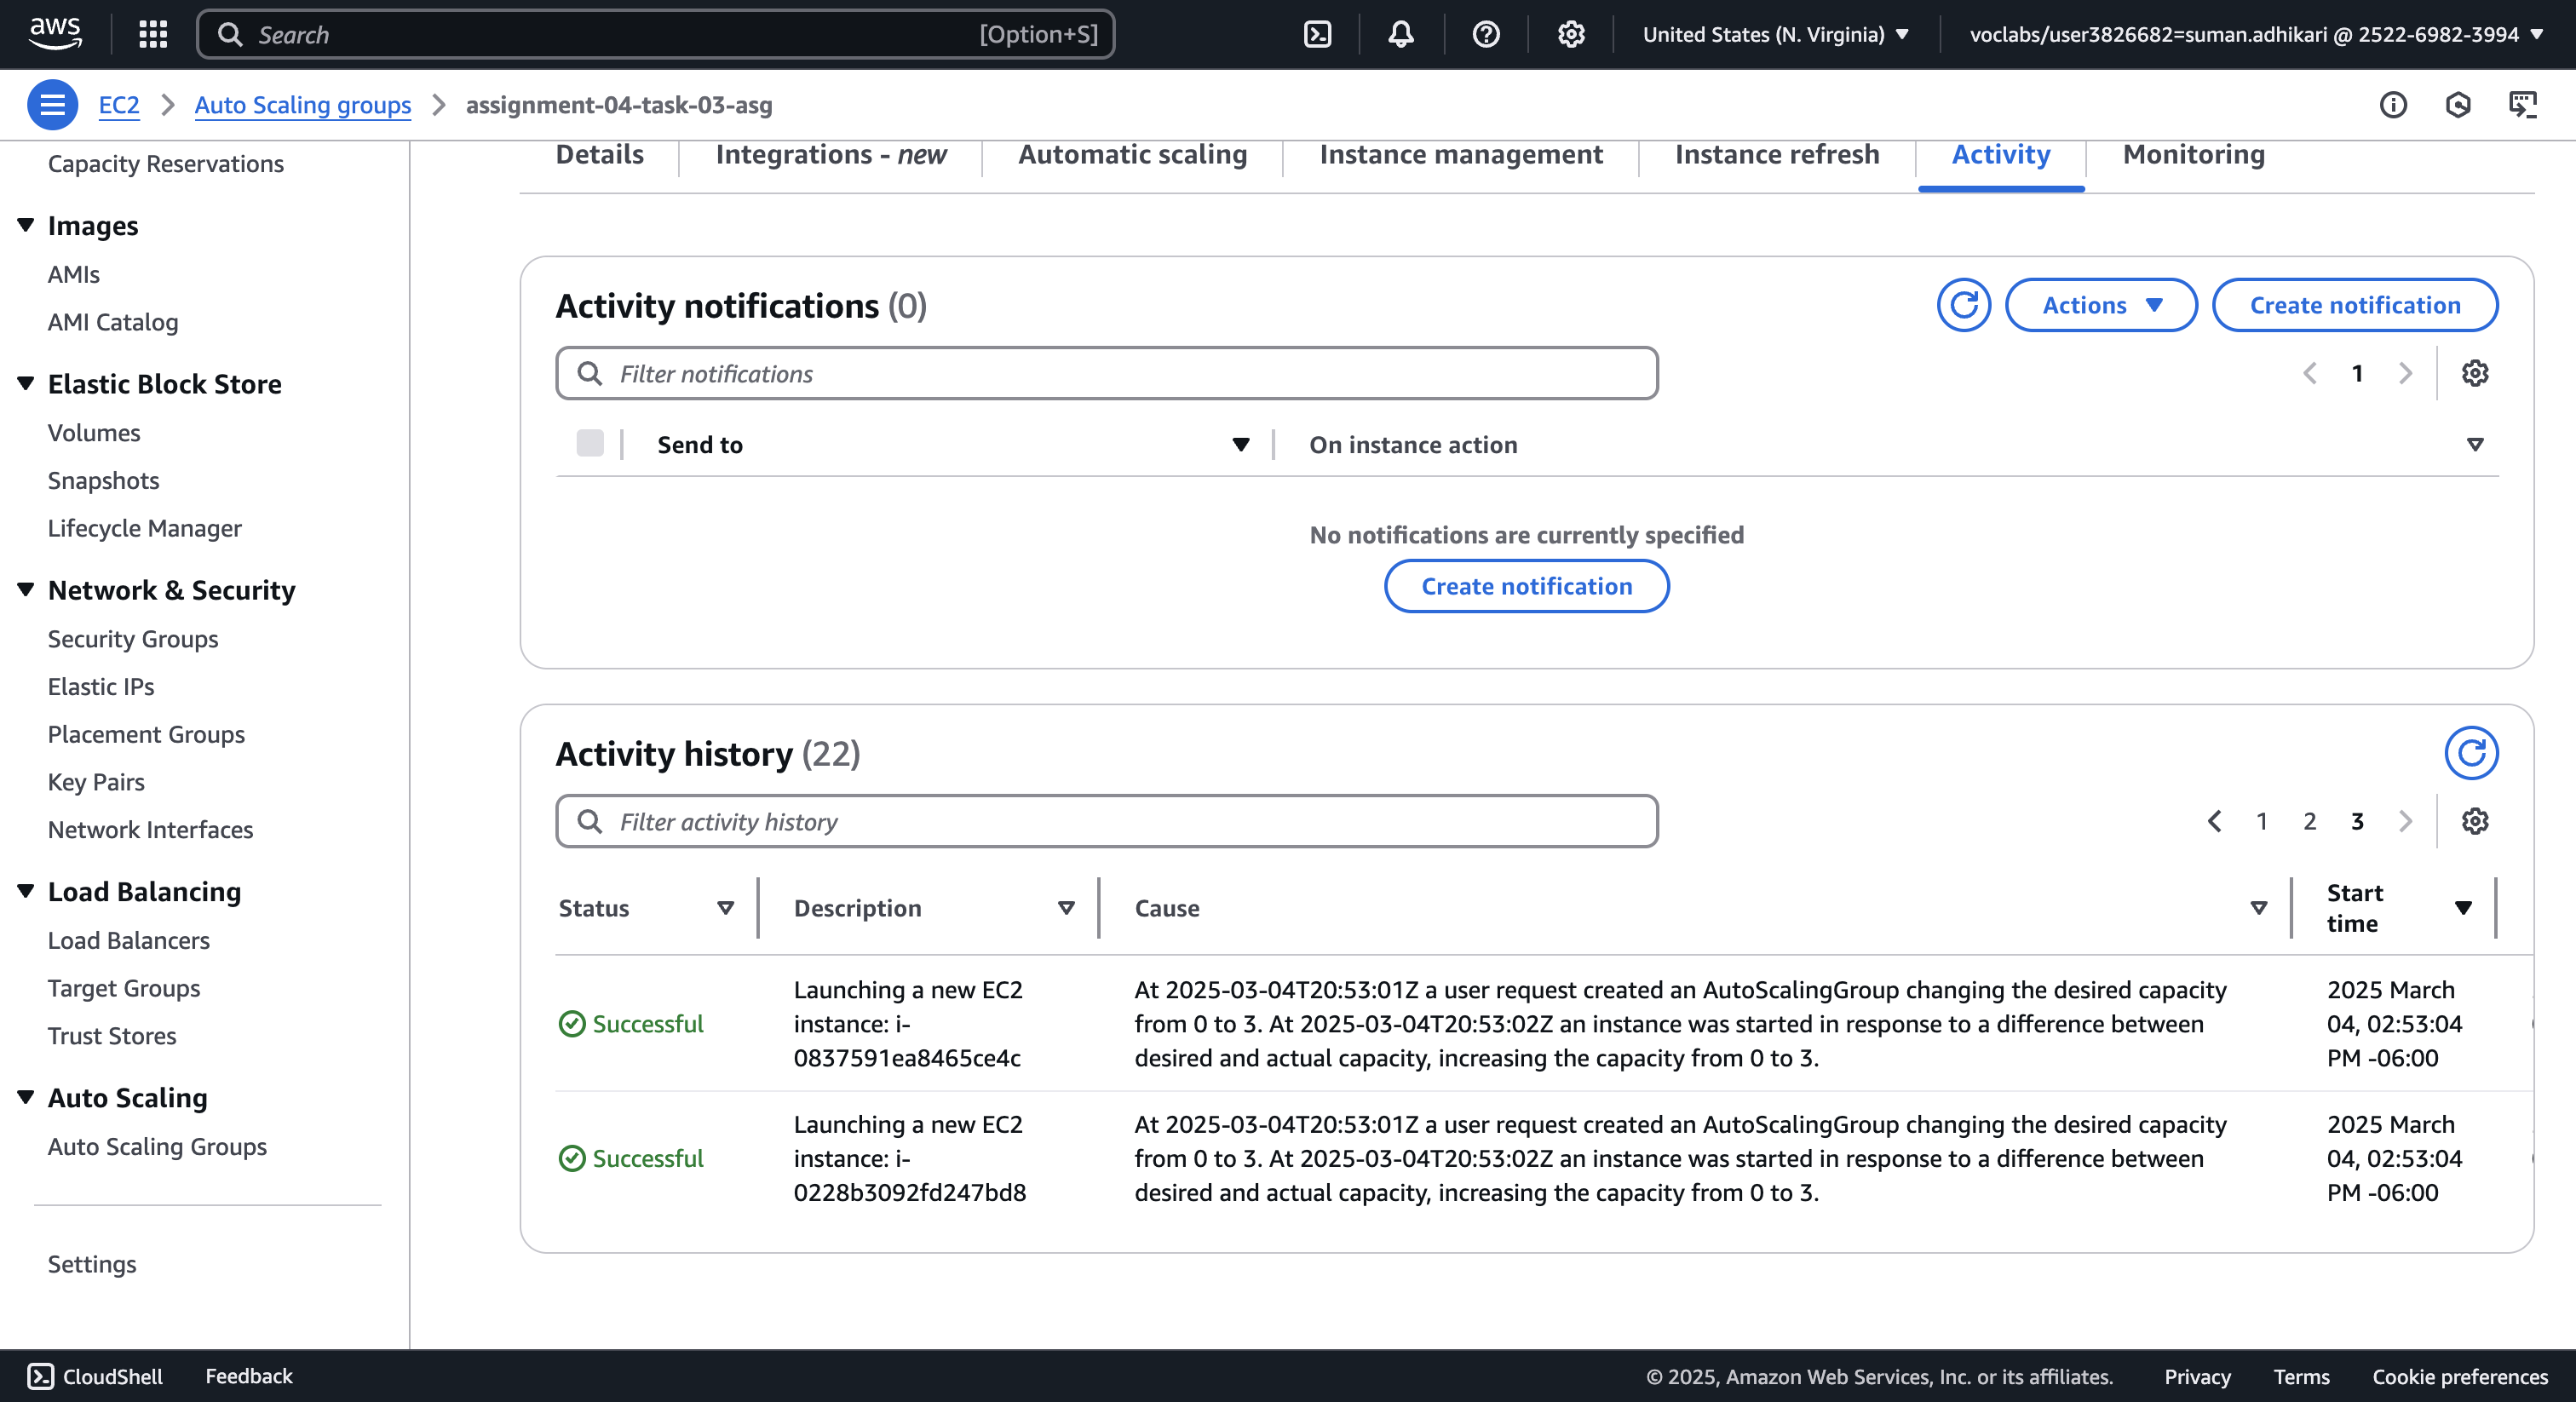 aws
Search
[Option+S]
United States (N. Virginia)
voclabs/user3826682=suman.adhikari @ 2522-6982-3994
EC2
Auto Scaling groups
assignment-04-task-03-asg
Capacity Reservations
Images
AMIs
AMI Catalog
Elastic Block Store
Volumes
Snapshots
Lifecycle Manager
Network & Security
Security Groups
Elastic IPs
Placement Groups
Key Pairs
Network Interfaces
Load Balancing
Load Balancers
Target Groups
Trust Stores
Auto Scaling
Auto Scaling Groups
Settings
Details
Integrations - new
Automatic scaling
Instance management
Instance refresh
Activity
Monitoring
Activity notifications (0)
Actions
Create notification
Filter notifications
1
Send to
On instance action
No notifications are currently specified
Create notification
Activity history (22)
Filter activity history
1 2 3
Status
Description
Cause
Start
time
Successful
Launching a new EC2
instance: i-
0837591ea8465ce4c
At 2025-03-04T20:53:01Z a user request created an AutoScalingGroup changing the desired capacity
from 0 to 3. At 2025-03-04T20:53:02Z an instance was started in response to a difference between
desired and actual capacity, increasing the capacity from 0 to 3.
2025 March
04, 02:53:04
PM -06:00
Successful
Launching a new EC2
instance: i-
0228b3092fd247bd8
At 2025-03-04T20:53:01Z a user request created an AutoScalingGroup changing the desired capacity
from 0 to 3. At 2025-03-04T20:53:02Z an instance was started in response to a difference between
desired and actual capacity, increasing the capacity from 0 to 3.
2025 March
04, 02:53:04
PM -06:00
CloudShell
Feedback
© 2025, Amazon Web Services, Inc. or its affiliates.
Privacy
Terms
Cookie preferences